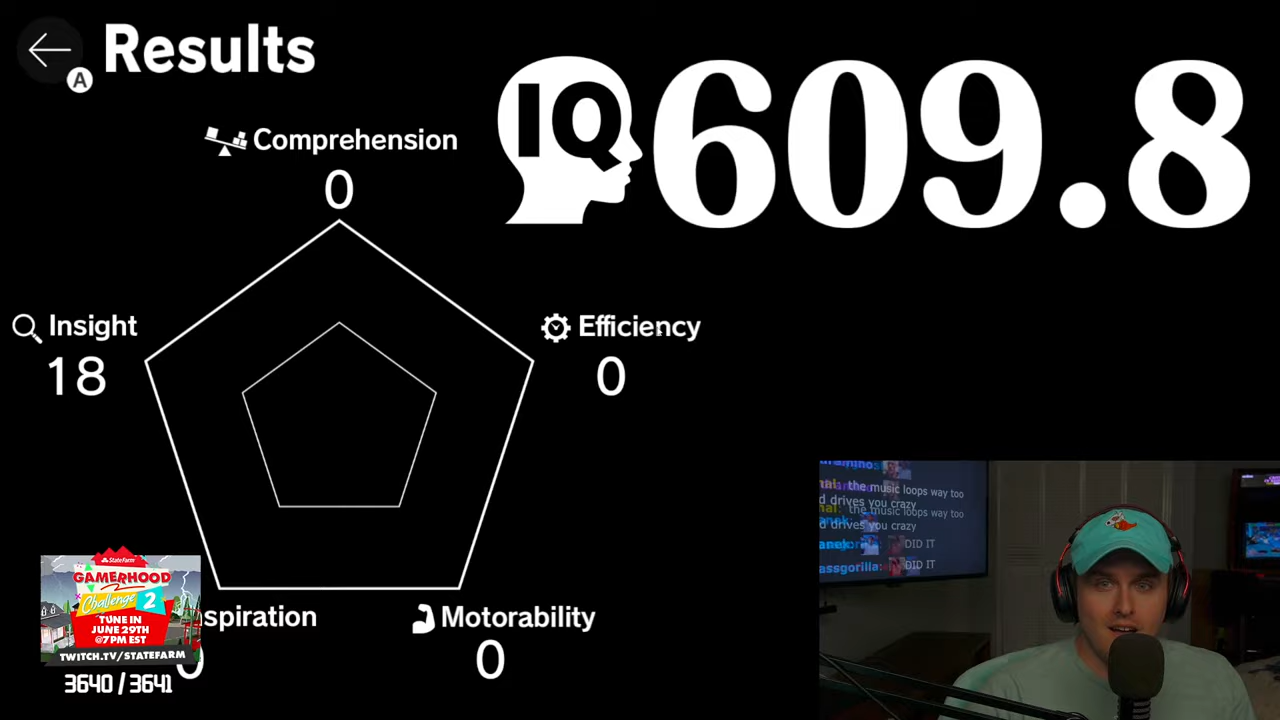 Results
A
IQ
609.8
Comprehension
0
Insight
18
Efficiency
0
spiration
0
Motorability
0
StateFarm
GAMERHOOD
Challenge 2
TUNE IN
JUNE 29TH
@7PM EST
TWITCH.TV/STATEFARM
3640 / 3641
the music loops way too
d drives you crazy
the music loops way too
d drives you crazy
DID IT
assgorilla: DID IT